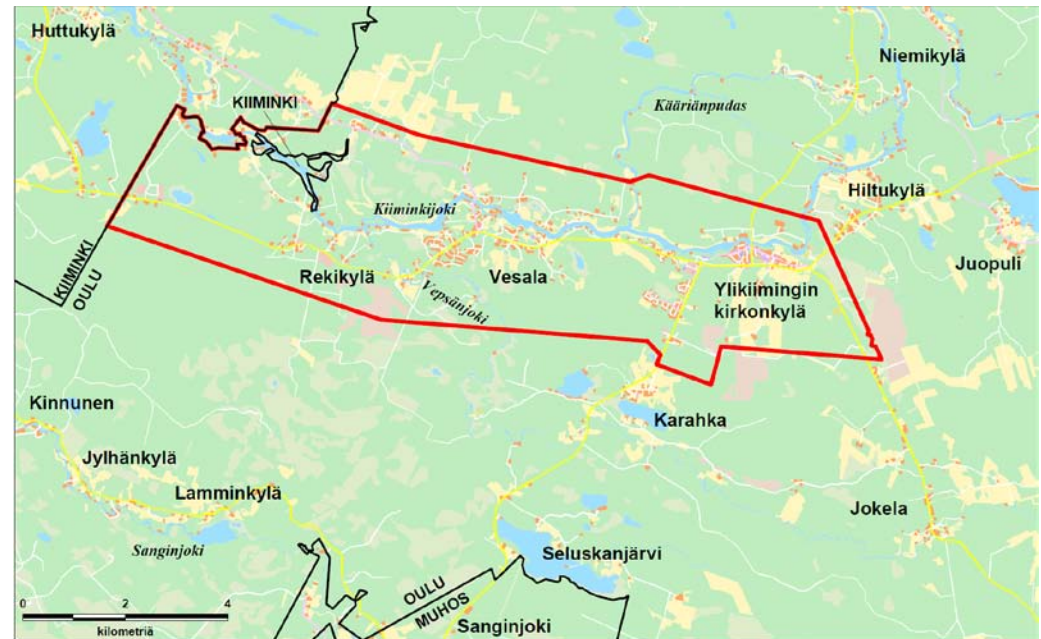 Huttukylä
Niemikylä
KIIMINKI
Kääriänpudas
Hiltukylä
Kiiminkijoki
Juopuli
KIIMINKI
OULU
Rekikylä
Vesala
Vepsänjoki
Ylikiimingin
kirkonkylä
Kinnunen
Karahka
Jylhänkylä
Lamminkylä
Jokela
Sanginjoki
Seluskanjärvi
OULU
MUHOS
0 2 4
kilometriä
Sanginjoki